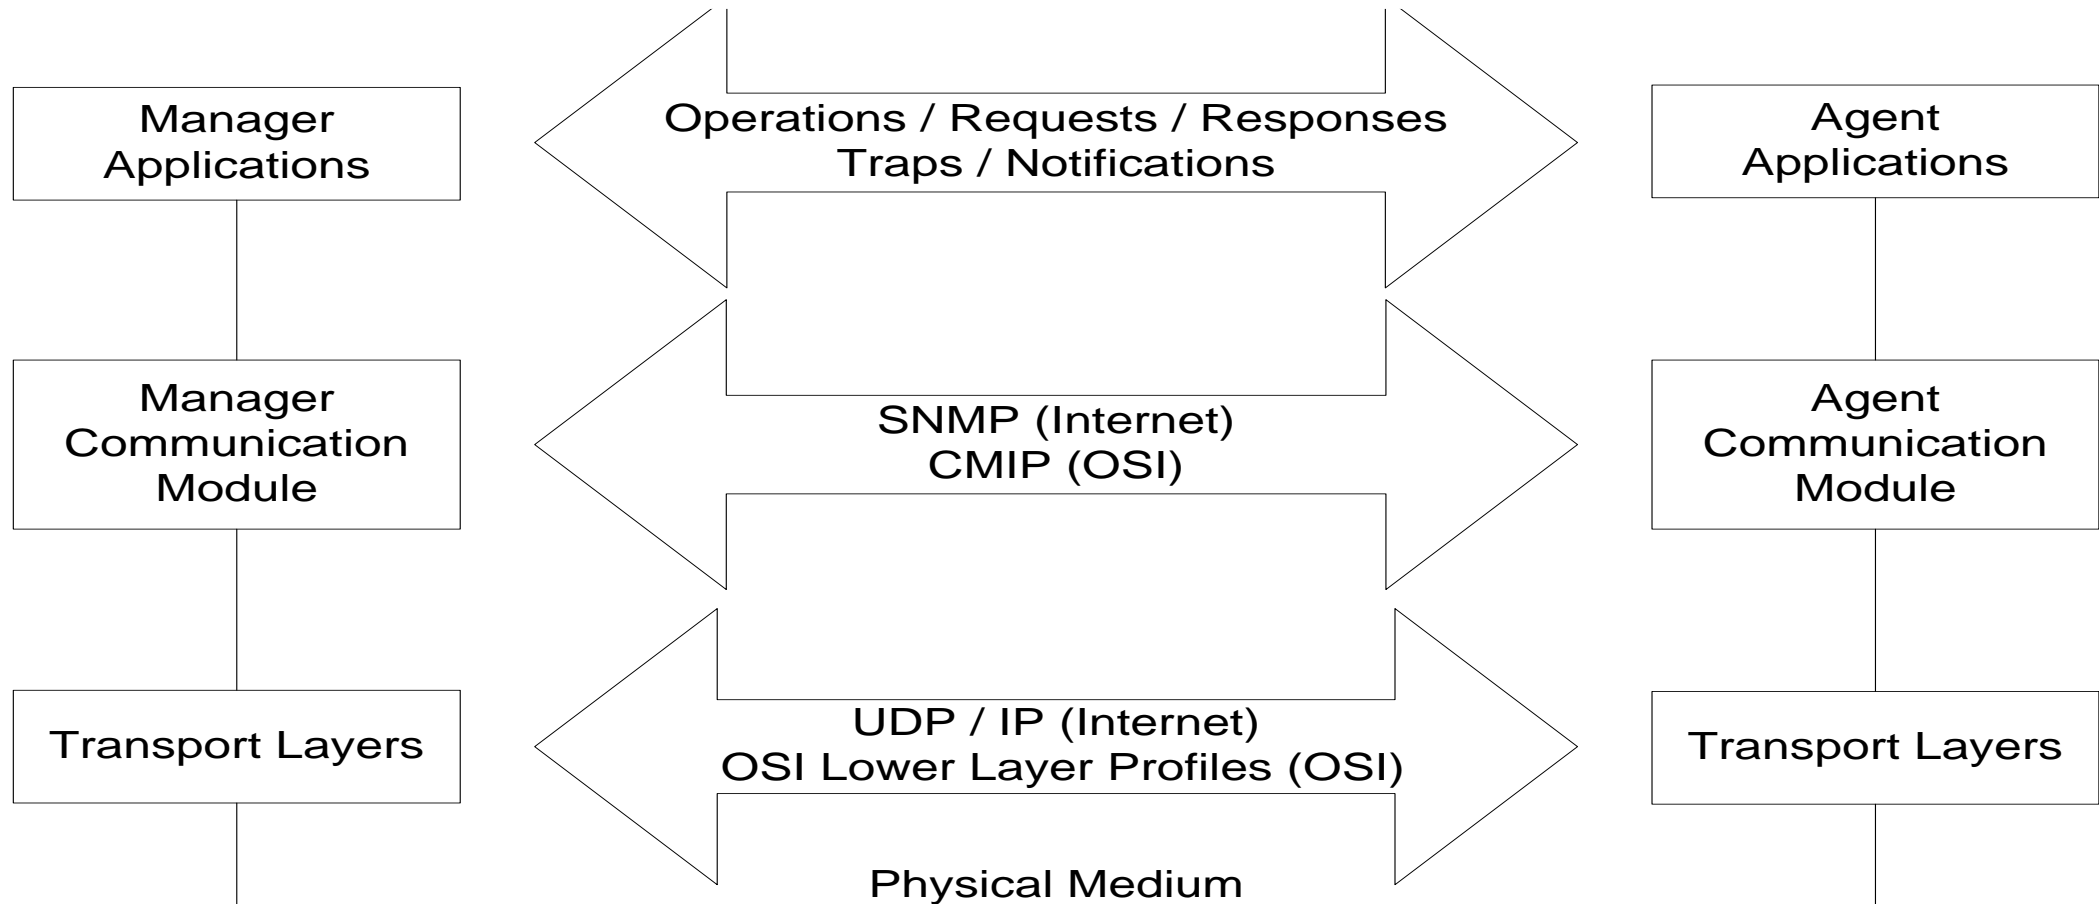 Manager
Applications
Operations / Requests / Responses
Traps / Notifications
Agent
Applications
Manager
Communication
Module
SNMP (Internet)
CMIP (OSI)
Agent
Communication
Module
Transport Layers
UDP / IP (Internet)
OSI Lower Layer Profiles (OSI)
Transport Layers
Physical Medium